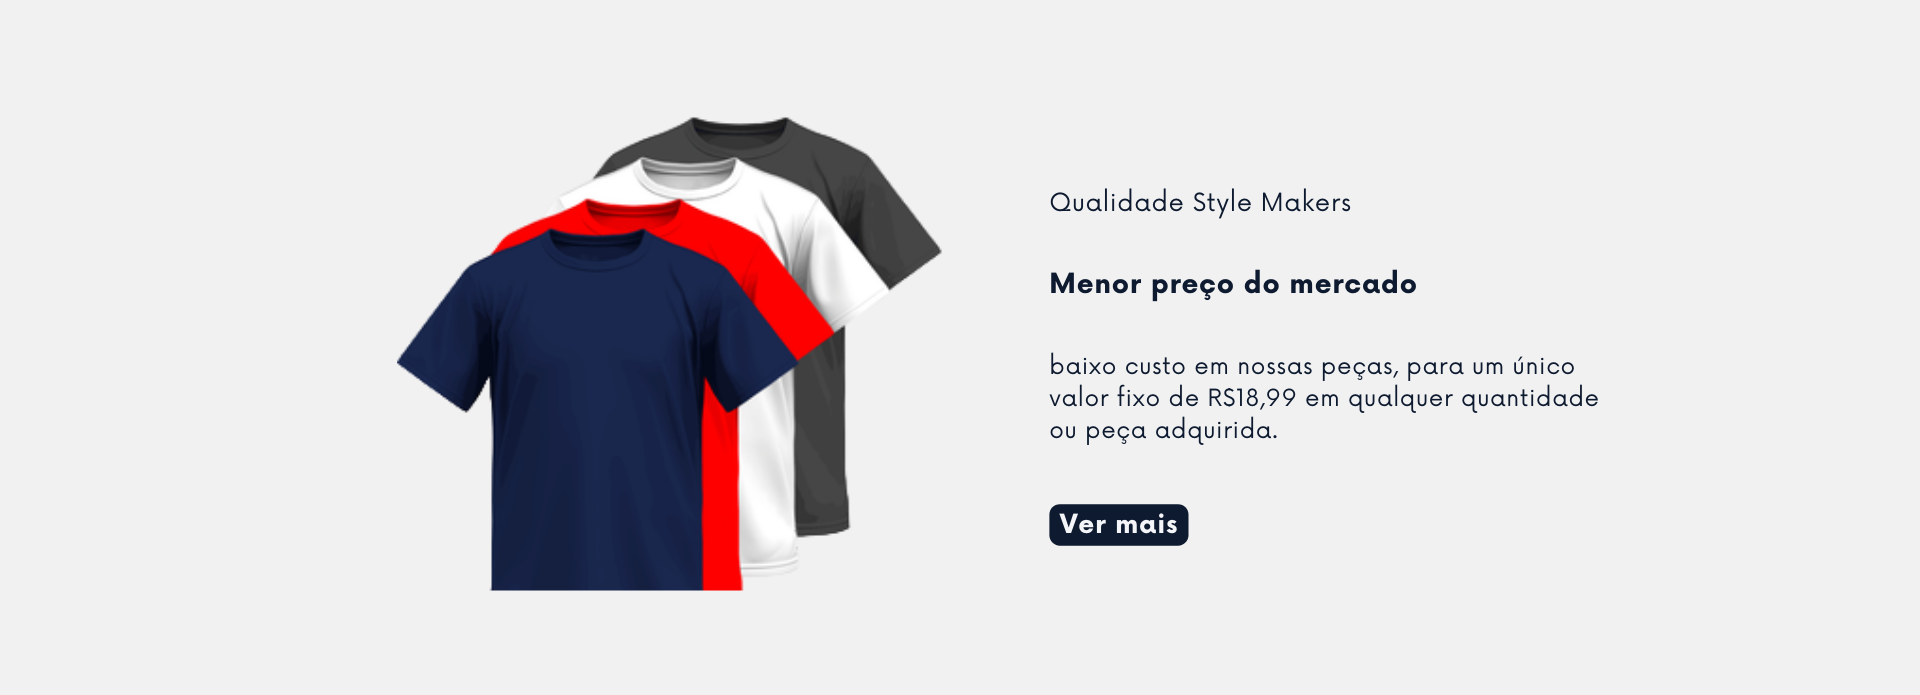 Qualidade Style Makers
Menor preço do mercado
baixo custo em nossas peças, para um único
valor fixo de RS18,99 em qualquer quantidade
ou peça adquirida.
Ver mais